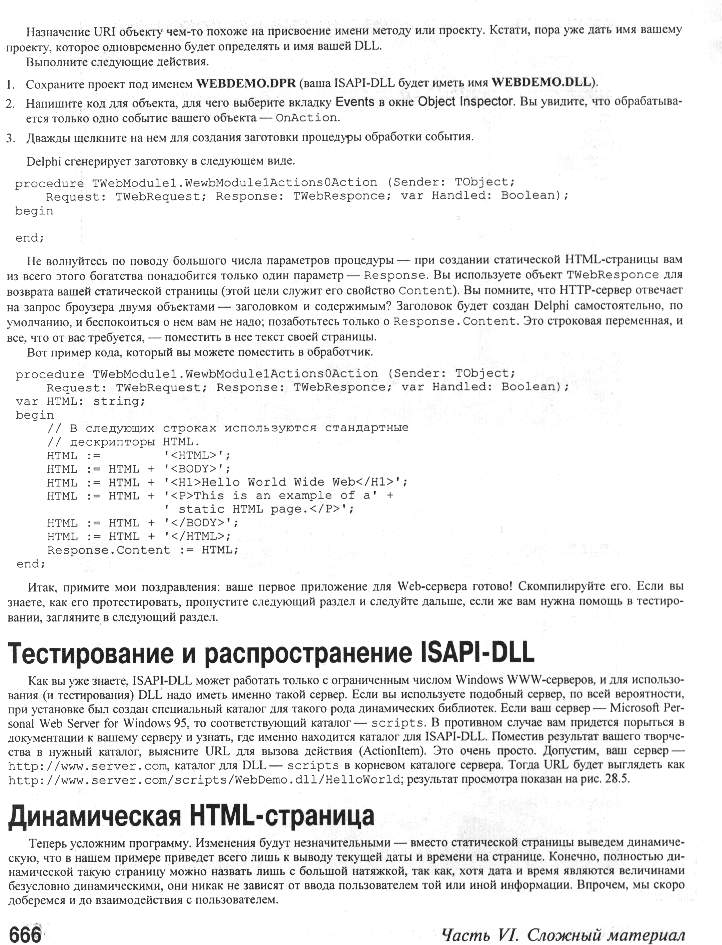 Назначение URI объекту чем-то похоже на присвоение имени методу или проекту. Кстати, пора уже дать имя вашему
проекту, которое одновременно будет определять и имя вашей DLL.
Выполните следующие действия.
1. Сохраните проект под именем WEBDEMO.DPR (ваша ISAPI-DLL будет иметь имя WEBDEMO.DLL).
2. Напишите код для объекта, для чего выберите вкладку Events в окне Object Inspector. Вы увидите, что обрабатыва-
ется только одно событие вашего объекта — OnAction.
3. Дважды щелкните на нем для создания заготовки процедуры обработки события.
Delphi сгенерирует заготовку в следующем виде.
procedure TWebModule1.WewbModule1Actions0Action (Sender: TObject;
Request: TWebRequest; Response: TWebResponce; var Handled: Boolean);
begin
end;
Не волнуйтесь по поводу большого числа параметров процедуры — при создании статической HTML-страницы вам
из всего этого богатства понадобится только один параметр — Response. Вы используете объект TWebResponce для
возврата вашей статической страницы (этой цели служит его свойство Content). Вы помните, что HTTP-сервер отвечает
на запрос броузера двумя объектами — заголовком и содержимым? Заголовок будет создан Delphi самостоятельно, по
умолчанию, и беспокоиться о нем вам не надо; позаботьтесь только о Response.Content. Это строковая переменная, и
все, что от вас требуется, — поместить в нее текст своей страницы.
Вот пример кода, который вы можете поместить в обработчик.
procedure TWebModule1.WewbModule1Actions0Action (Sender: TObject;
Request: TWebRequest; Response: TWebResponce; var Handled: Boolean);
var HTML: string;
begin
// В следующих строках используются стандартные
// дескрипторы HTML.
HTML := '<HTML>';
HTML := HTML + '<BODY>';
HTML := HTML + '<H1>Hello World Wide Web</H1>';
HTML := HTML + '<P>This is an example of a' +
' static HTML page.</P>';
HTML := HTML + '</BODY>';
HTML := HTML + '</HTML>;
Response.Content := HTML;
end;
Итак, примите мои поздравления: ваше первое приложение для Web-сервера готово! Скомпилируйте его. Если вы
знаете, как его протестировать, пропустите следующий раздел и следуйте дальше, если же вам нужна помощь в тестиро-
вании, загляните в следующий раздел.
Тестирование и распространение ISAPI-DLL
Как вы уже знаете, ISAPI-DLL может работать только с ограниченным числом Windows WWW-серверов, и для использо-
вания (и тестирования) DLL надо иметь именно такой сервер. Если вы используете подобный сервер, по всей вероятности,
при установке был создан специальный каталог для такого рода динамических библиотек. Если ваш сервер — Microsoft Per-
sonal Web Server for Windows 95, то соответствующий каталог — scripts. В противном случае вам придется порыться в
документации к вашему серверу и узнать, где именно находится каталог для ISAPI-DLL. Поместив результат вашего творче-
ства в нужный каталог, выясните URL для вызова действия (ActionItem). Это очень просто. Допустим, ваш сервер —
http://www.server.com, каталог для DLL — scripts в корневом каталоге сервера. Тогда URL будет выглядеть как
http://www.server.com/scripts/WebDemo.dll/HelloWorld; результат просмотра показан на рис. 28.5.
Динамическая HTML-страница
Теперь усложним программу. Изменения будут незначительными — вместо статической страницы выведем динамиче-
скую, что в нашем примере приведет всего лишь к выводу текущей даты и времени на странице. Конечно, полностью ди-
намической такую страницу можно назвать лишь с большой натяжкой, так как, хотя дата и время являются величинами
безусловно динамическими, они никак не зависят от ввода пользователем той или иной информации. Впрочем, мы скоро
доберемся и до взаимодействия с пользователем.
666 Часть VI. Сложный материал